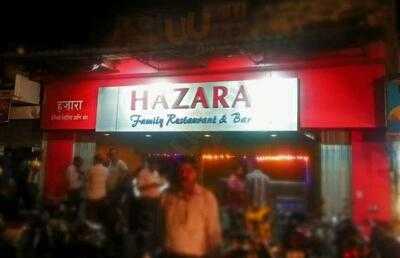 हजारा
HAZARA
Family Restaurant & Bar